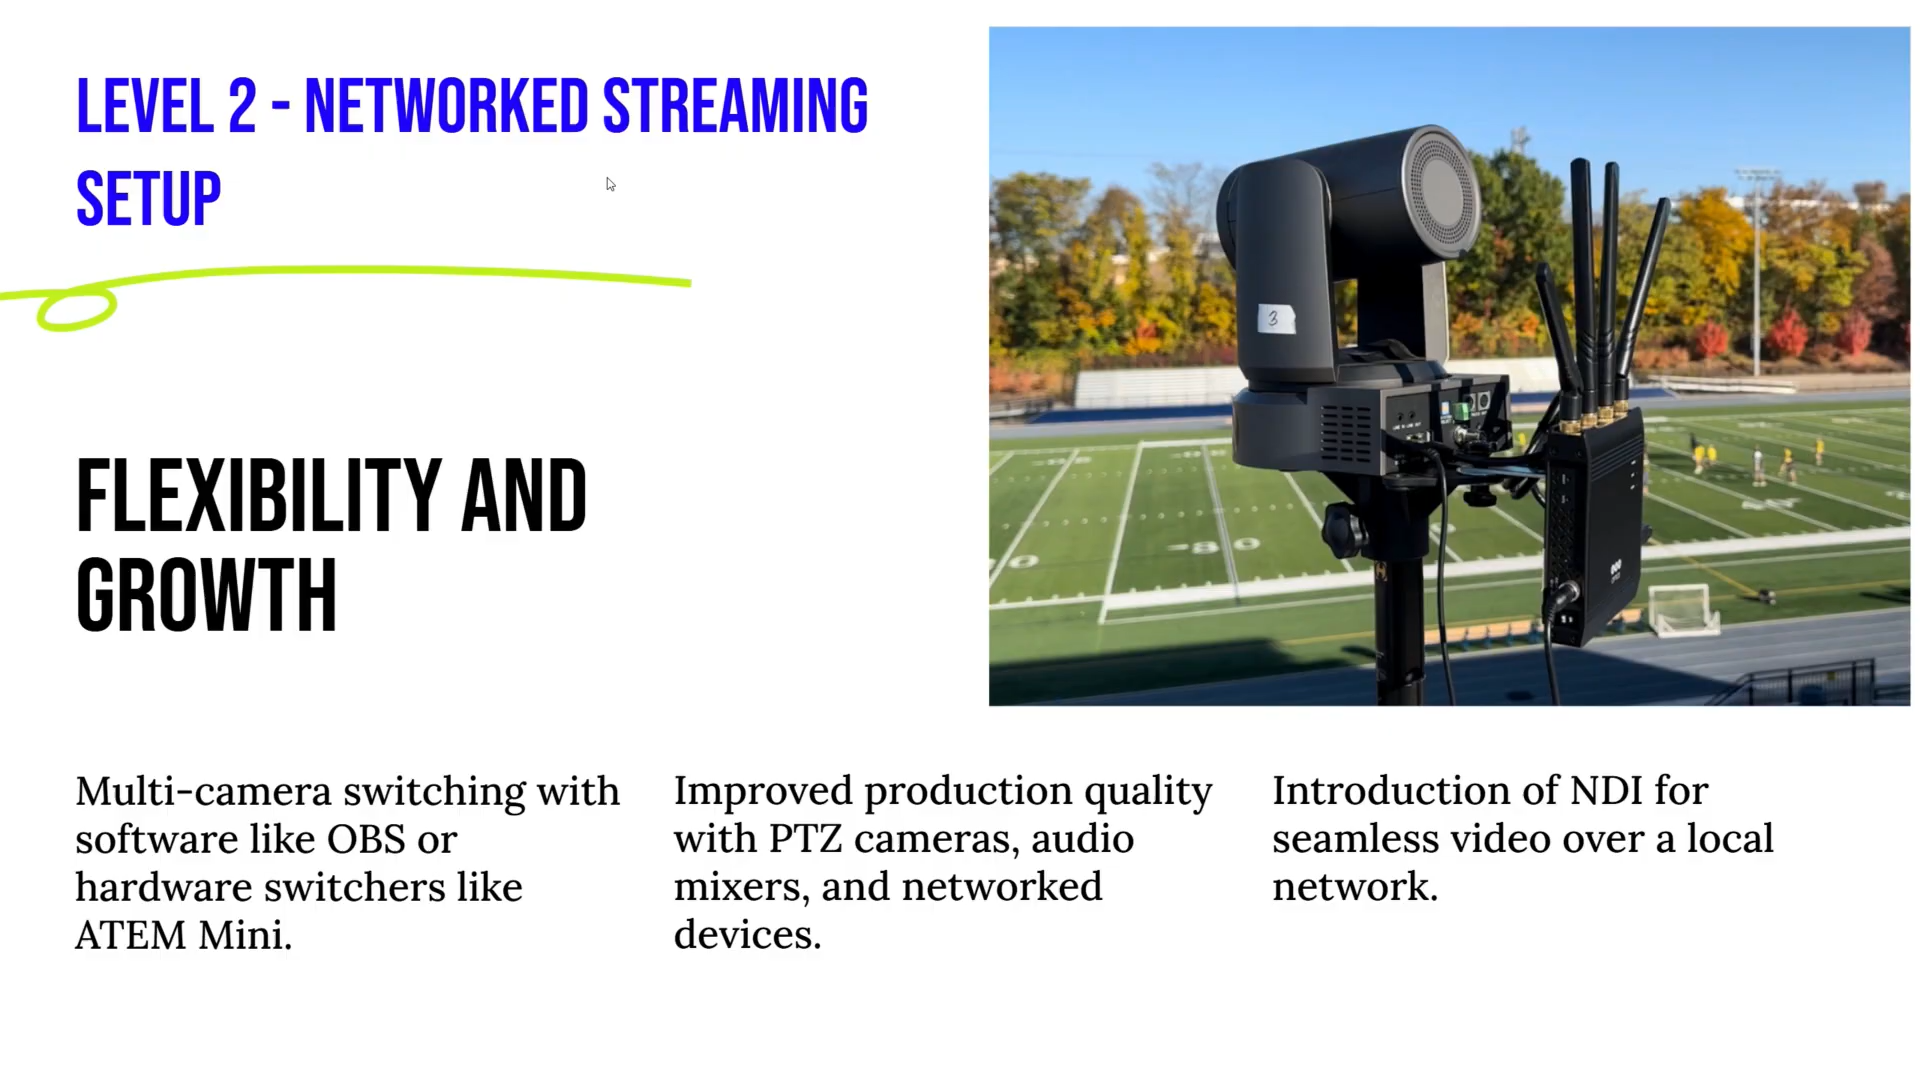 LEVEL 2 - NETWORKED STREAMING
SETUP
FLEXIBILITY AND
GROWTH
3
Multi-camera switching with
software like OBS or
hardware switchers like
ATEM Mini.
Improved production quality
with PTZ cameras, audio
mixers, and networked
devices.
Introduction of NDI for
seamless video over a local
network.